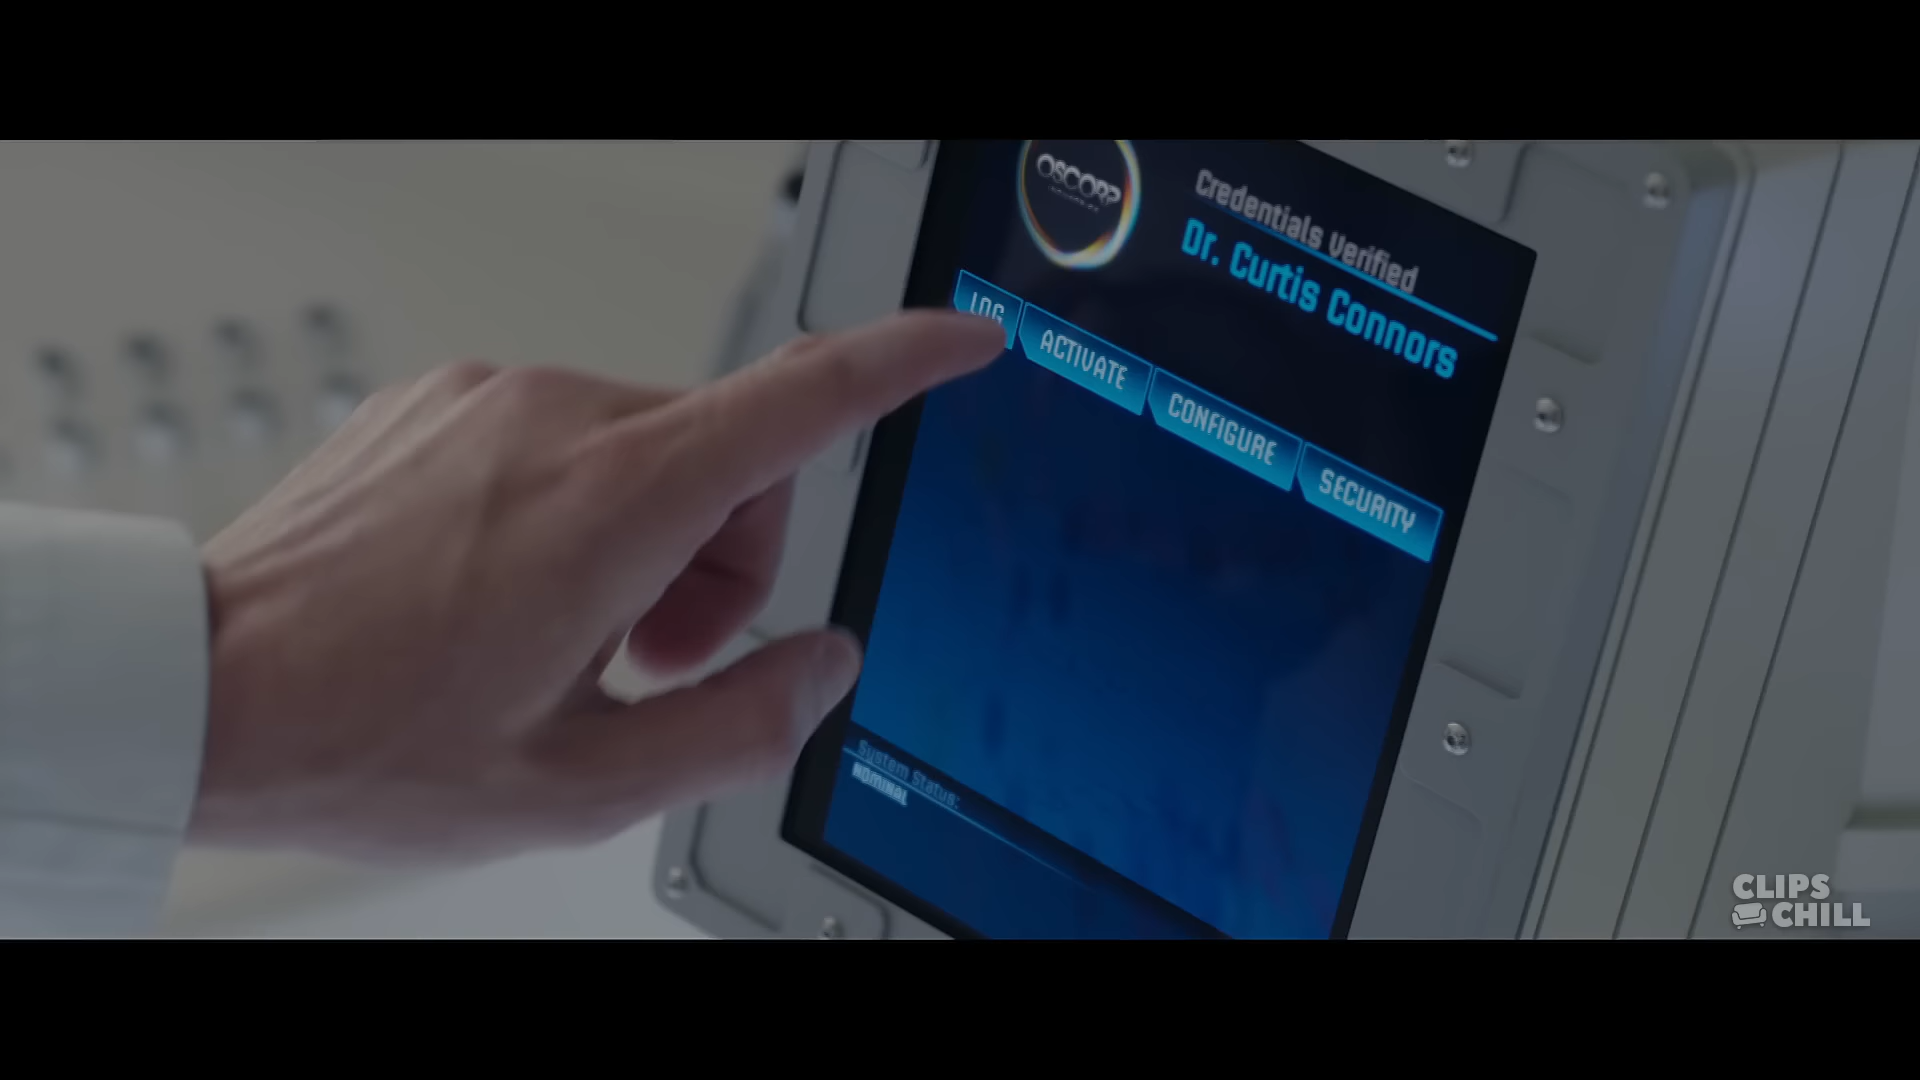 OSCORP
Credentials Verified
Dr. Curtis Connors
LOG
ACTIVATE
CONFIGURE
SECURITY
System Status:
NOMINAL
CLIPS
CHILL